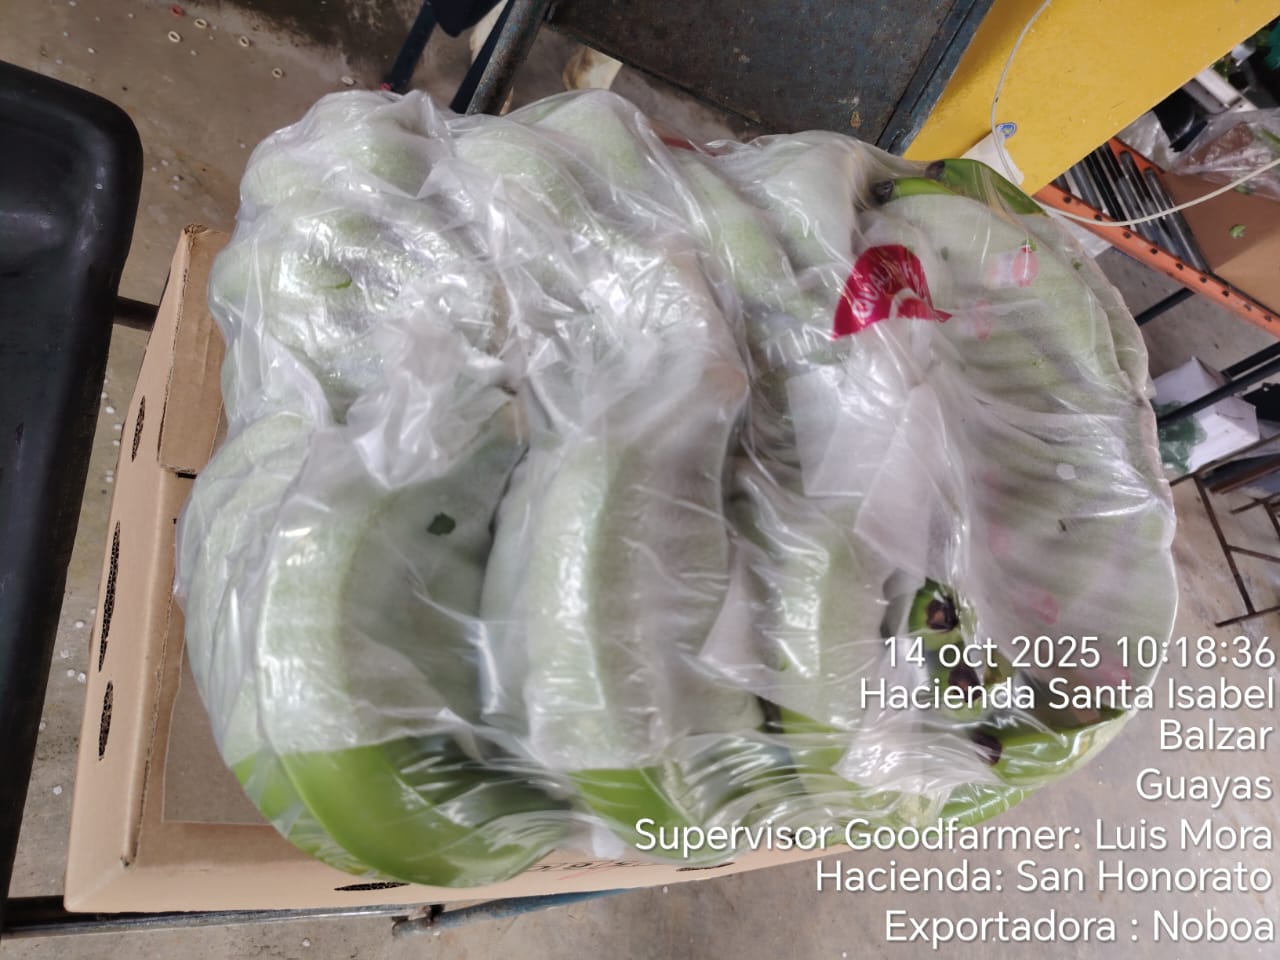 14 oct 2025 10:18:36
Hacienda Santa Isabel
Balzar
Guayas
Supervisor Goodfarmer: Luis Mora
Hacienda: San Honorato
Exportadora : Noboa